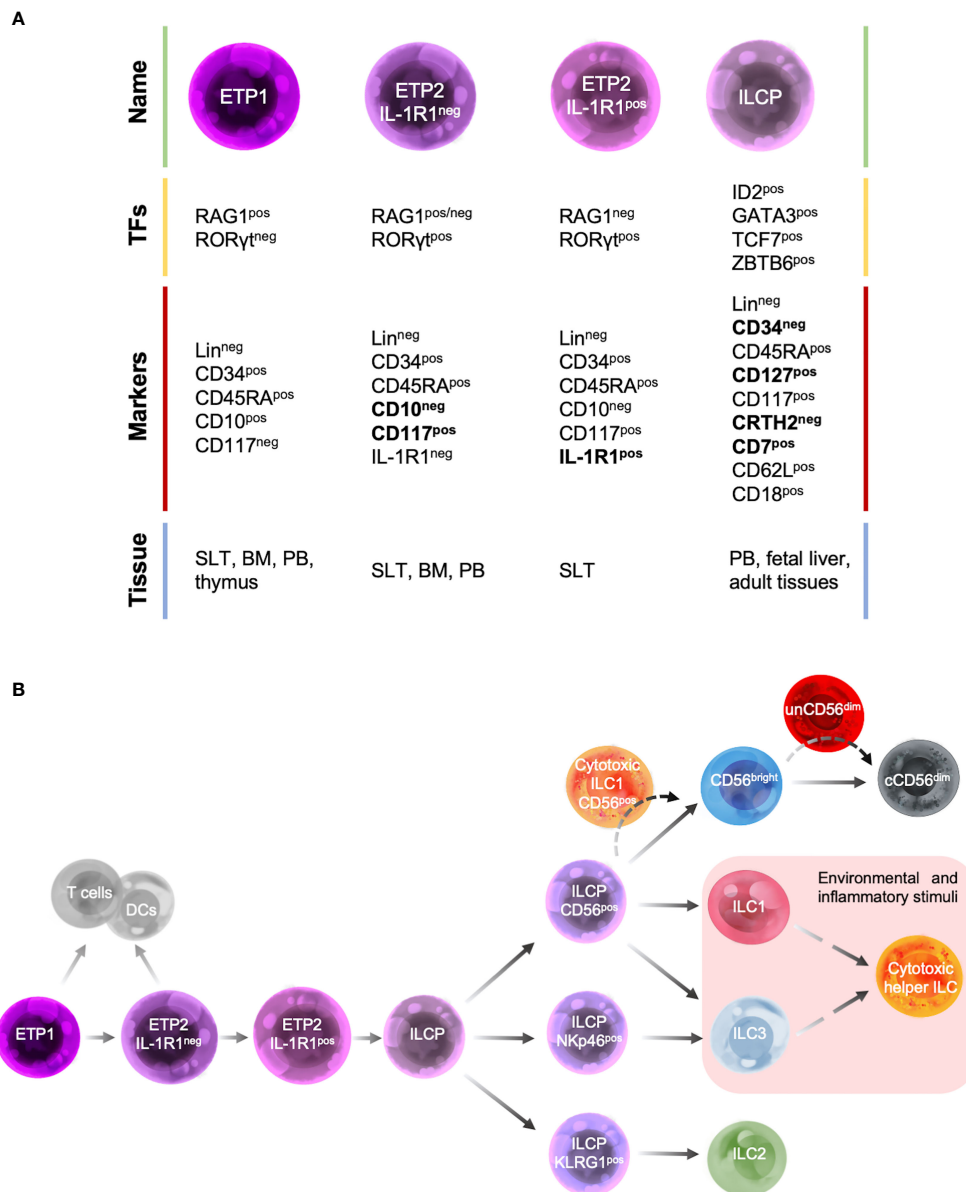 A
Name
ETP1
ETP2
IL-1R1neg
ETP2
IL-1R1pos
ILCP
TFs
RAG1pos
RORγtneg
RAG1pos/neg
RORγtpos
RAG1neg
RORγtpos
ID2pos
GATA3pos
TCF7pos
ZBTB6pos
Markers
Linneg
CD34pos
CD45RApos
CD10pos
CD117neg
Linneg
CD34pos
CD45RApos
CD10neg
CD117pos
IL-1R1neg
Linneg
CD34pos
CD45RApos
CD10neg
CD117pos
IL-1R1pos
Linneg
CD34neg
CD45RApos
CD127pos
CD117pos
CRTH2neg
CD7pos
CD62Lpos
CD18pos
Tissue
SLT, BM, PB,
thymus
SLT, BM, PB
SLT
PB, fetal liver,
adult tissues
B
unCD56dim
Cytotoxic
ILC1
CD56pos
CD56bright
cCD56dim
T cells
DCs
ILCP
CD56pos
ILC1
Environmental and
inflammatory stimuli
Cytotoxic
helper ILC
ETP1
ETP2
IL-1R1neg
ETP2
IL-1R1pos
ILCP
ILCP
NKp46pos
ILC3
ILCP
KLRG1pos
ILC2